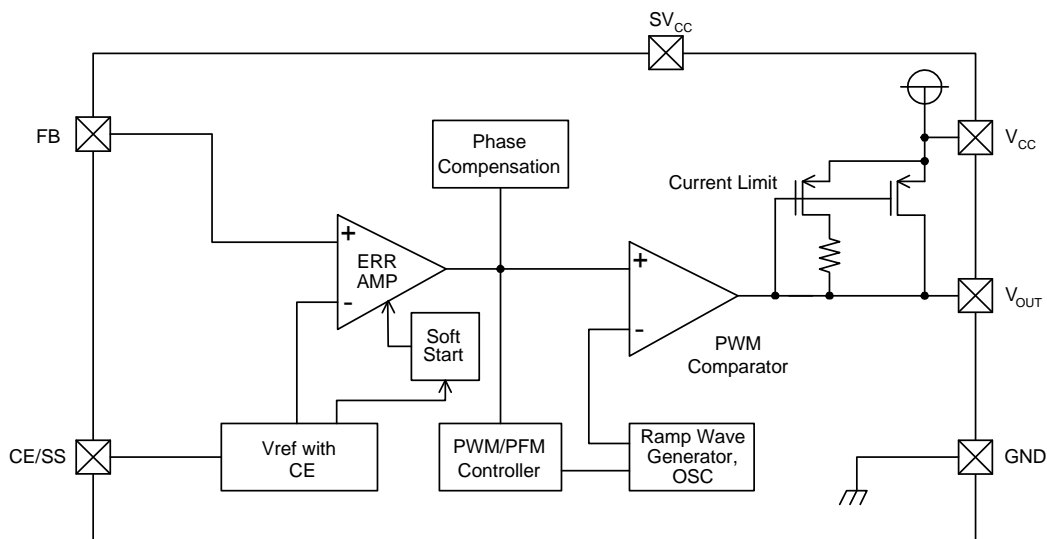 SVCC
FB
Phase
Compensation
VCC
Current Limit
+
ERR
AMP
-
+
-
VOUT
Soft
Start
PWM
Comparator
CE/SS
Vref with
CE
PWM/PFM
Controller
Ramp Wave
Generator,
OSC
GND